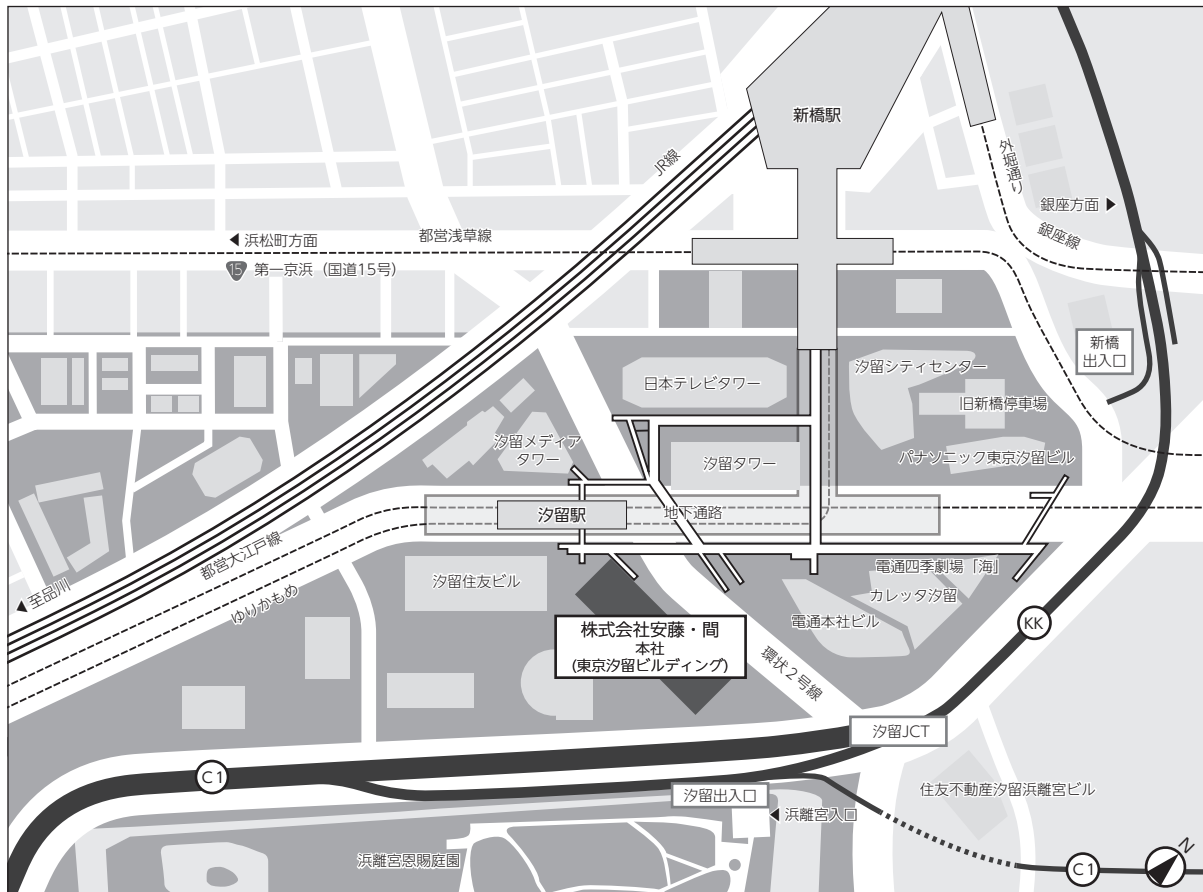 新橋駅
JR線
外堀通り
銀座方面
銀座線
浜松町方面
都営浅草線
15
第一京浜（国道15号）
新橋
出入口
日本テレビタワー
汐留シティセンター
旧新橋停車場
汐留メディア
タワー
汐留タワー
パナソニック東京汐留ビル
汐留駅
地下通路
都営大江戸線
ゆりかもめ
至品川
汐留住友ビル
電通四季劇場「海」
カレッタ汐留
電通本社ビル
株式会社安藤・間
本社
(東京汐留ビルディング)
環状２号線
KK
汐留JCT
C1
汐留出入口
浜離宮入口
住友不動産汐留浜離宮ビル
浜離宮恩賜庭園
C1
N